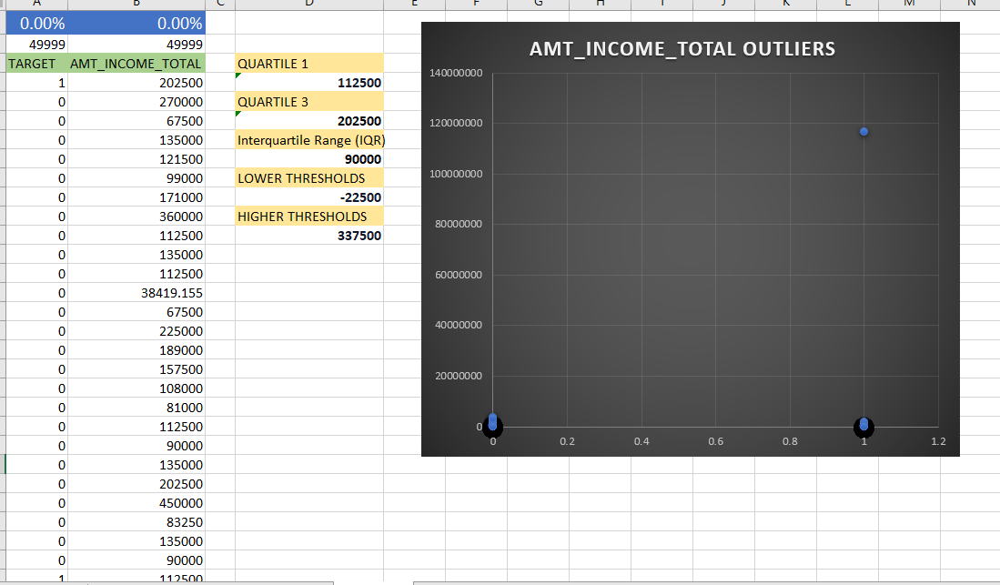 A B C D E F G H I J K L M N
0.00% 0.00%
49999 49999
TARGET AMT_INCOME_TOTAL QUARTILE 1
1 202500 112500
0 270000 QUARTILE 3
0 67500 202500
0 135000 Interquartile Range (IQR)
0 121500 90000
0 99000 LOWER THRESHOLDS
0 171000 -22500
0 360000 HIGHER THRESHOLDS
0 112500 337500
0 135000
0 112500
0 38419.155
0 67500
0 225000
0 189000
0 157500
0 108000
0 81000
0 112500
0 90000
0 135000
0 202500
0 450000
0 83250
0 135000
0 90000
1 112500
AMT_INCOME_TOTAL OUTLIERS
140000000
120000000
100000000
80000000
60000000
40000000
20000000
0
0 0.2 0.4 0.6 0.8 1 1.2